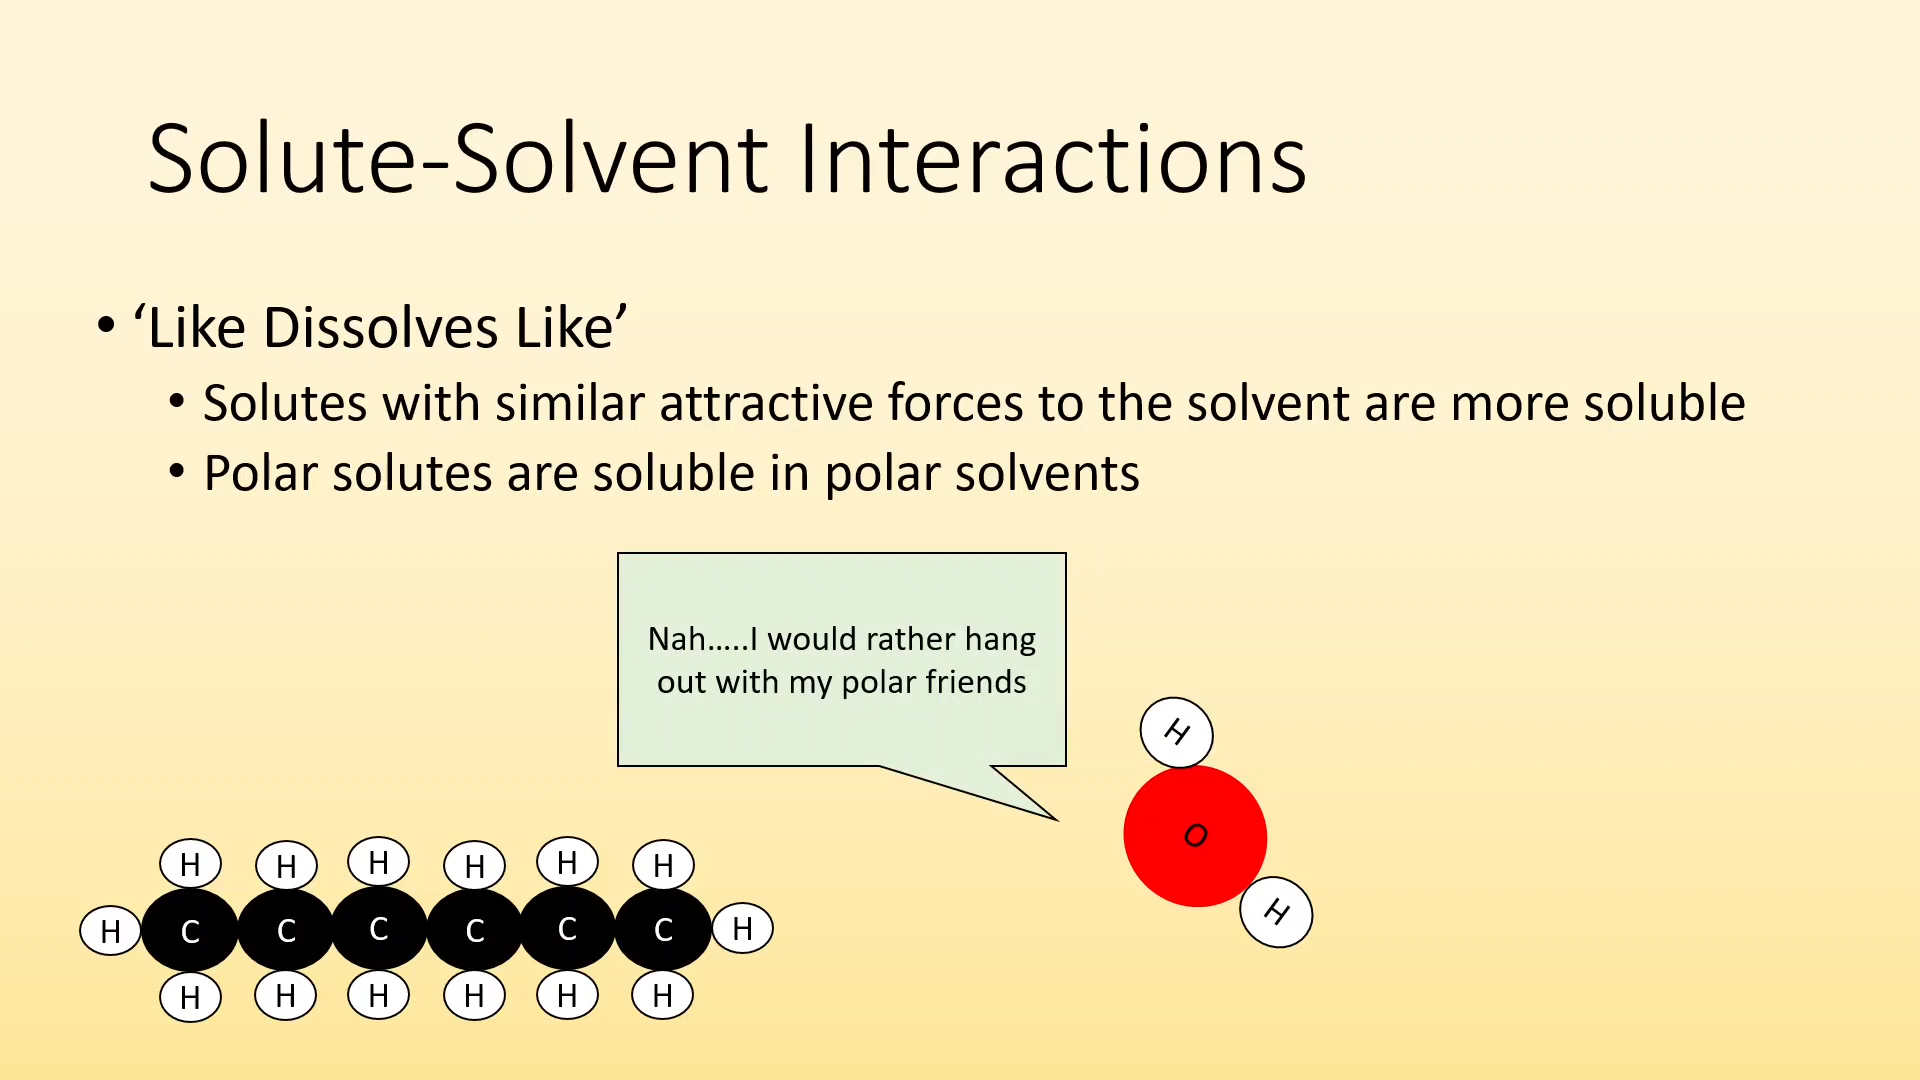 Solute-Solvent Interactions
• ‘Like Dissolves Like’
• Solutes with similar attractive forces to the solvent are more soluble
• Polar solutes are soluble in polar solvents
Nah.....I would rather hang
out with my polar friends
H
O
H
H H H H H H
H C C C C C C H
H H H H H H